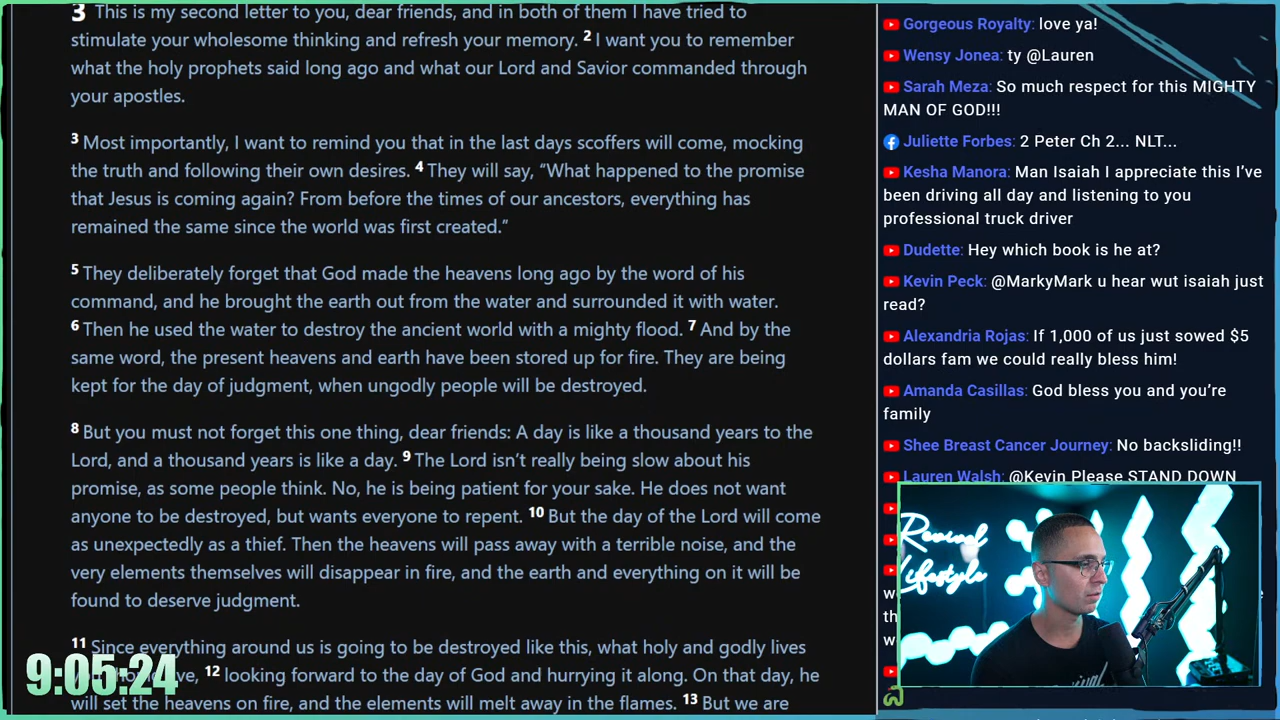 3 This is my second letter to you, dear friends, and in both of them I have tried to
stimulate your wholesome thinking and refresh your memory. 2 I want you to remember
what the holy prophets said long ago and what our Lord and Savior commanded through
your apostles.
3 Most importantly, I want to remind you that in the last days scoffers will come, mocking
the truth and following their own desires. 4 They will say, “What happened to the promise
that Jesus is coming again? From before the times of our ancestors, everything has
remained the same since the world was first created.”
5 They deliberately forget that God made the heavens long ago by the word of his
command, and he brought the earth out from the water and surrounded it with water.
6 Then he used the water to destroy the ancient world with a mighty flood. 7 And by the
same word, the present heavens and earth have been stored up for fire. They are being
kept for the day of judgment, when ungodly people will be destroyed.
8 But you must not forget this one thing, dear friends: A day is like a thousand years to the
Lord, and a thousand years is like a day. 9 The Lord isn’t really being slow about his
promise, as some people think. No, he is being patient for your sake. He does not want
anyone to be destroyed, but wants everyone to repent. 10 But the day of the Lord will come
as unexpectedly as a thief. Then the heavens will pass away with a terrible noise, and the
very elements themselves will disappear in fire, and the earth and everything on it will be
found to deserve judgment.
11 Since everything around us is going to be destroyed like this, what holy and godly lives
12 looking forward to the day of God and hurrying it along. On that day, he
will set the heavens on fire, and the elements will melt away in the flames. 13 But we are
9:05:24
Gorgeous Royalty: love ya!
Wensy Jonea: ty @Lauren
Sarah Meza: So much respect for this MIGHTY
MAN OF GOD!!!
Juliette Forbes: 2 Peter Ch 2... NLT...
Kesha Manora: Man Isaiah I appreciate this I’ve
been driving all day and listening to you
professional truck driver
Dudette: Hey which book is he at?
Kevin Peck: @MarkyMark u hear wut isaiah just
read?
Alexandria Rojas: If 1,000 of us just sowed $5
dollars fam we could really bless him!
Amanda Casillas: God bless you and you’re
family
Shee Breast Cancer Journey: No backsliding!!
Lauren Walsh: @Kevin Please STAND DOWN
Revival
Lifestyle